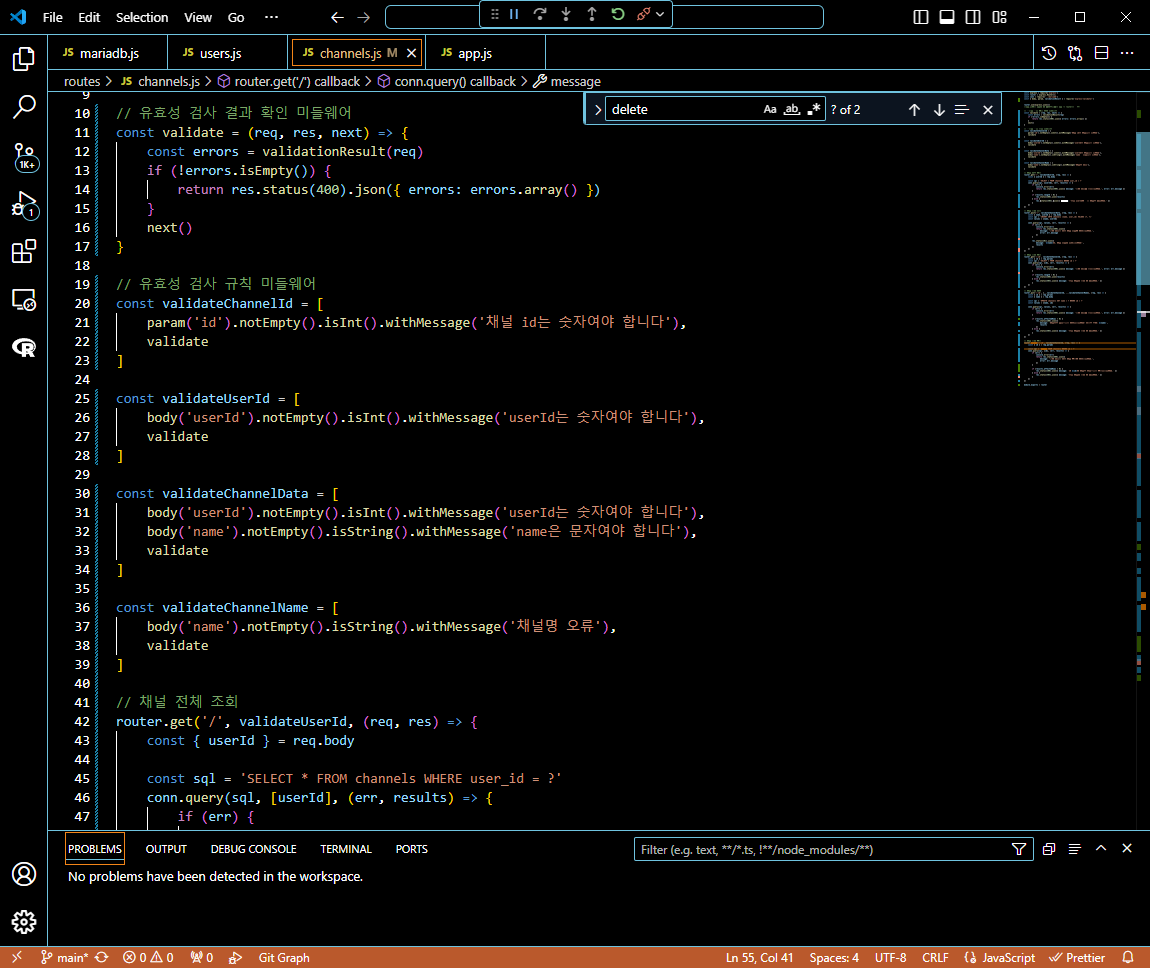 File Edit Selection View Go ···
JS mariadb.js JS users.js JS channels.js M JS app.js
routes > JS channels.js > router.get('/') callback > conn.query() callback > message
delete Aa ab .* ? of 2
9
10 // 유효성 검사 결과 확인 미들웨어
11 const validate = (req, res, next) => {
12 const errors = validationResult(req)
13 if (!errors.isEmpty()) {
14 return res.status(400).json({ errors: errors.array() })
15 }
16 next()
17 }
18
19 // 유효성 검사 규칙 미들웨어
20 const validateChannelId = [
21 param('id').notEmpty().isInt().withMessage('채널 id는 숫자여야 합니다'),
22 validate
23 ]
24
25 const validateUserId = [
26 body('userId').notEmpty().isInt().withMessage('userId는 숫자여야 합니다'),
27 validate
28 ]
29
30 const validateChannelData = [
31 body('userId').notEmpty().isInt().withMessage('userId는 숫자여야 합니다'),
32 body('name').notEmpty().isString().withMessage('name은 문자여야 합니다'),
33 validate
34 ]
35
36 const validateChannelName = [
37 body('name').notEmpty().isString().withMessage('채널명 오류'),
38 validate
39 ]
40
41 // 채널 전체 조회
42 router.get('/', validateUserId, (req, res) => {
43 const { userId } = req.body
44
45 const sql = 'SELECT * FROM channels WHERE user_id = ?'
46 conn.query(sql, [userId], (err, results) => {
47 if (err) {
1K+
1
R
PROBLEMS OUTPUT DEBUG CONSOLE TERMINAL PORTS Filter (e.g. text, **/*.ts, !**/node_modules/**)
No problems have been detected in the workspace.
main* 0 0 0 Git Graph Ln 55, Col 41 Spaces: 4 UTF-8 CRLF {} JavaScript Prettier